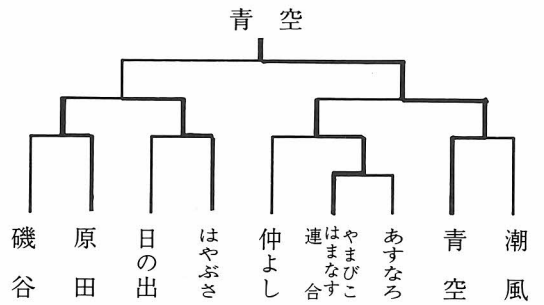 青空
磯谷
原田
日の出
はやぶさ
仲よし
やまびこ
はまなす
連合
あすなろ
青空
潮風